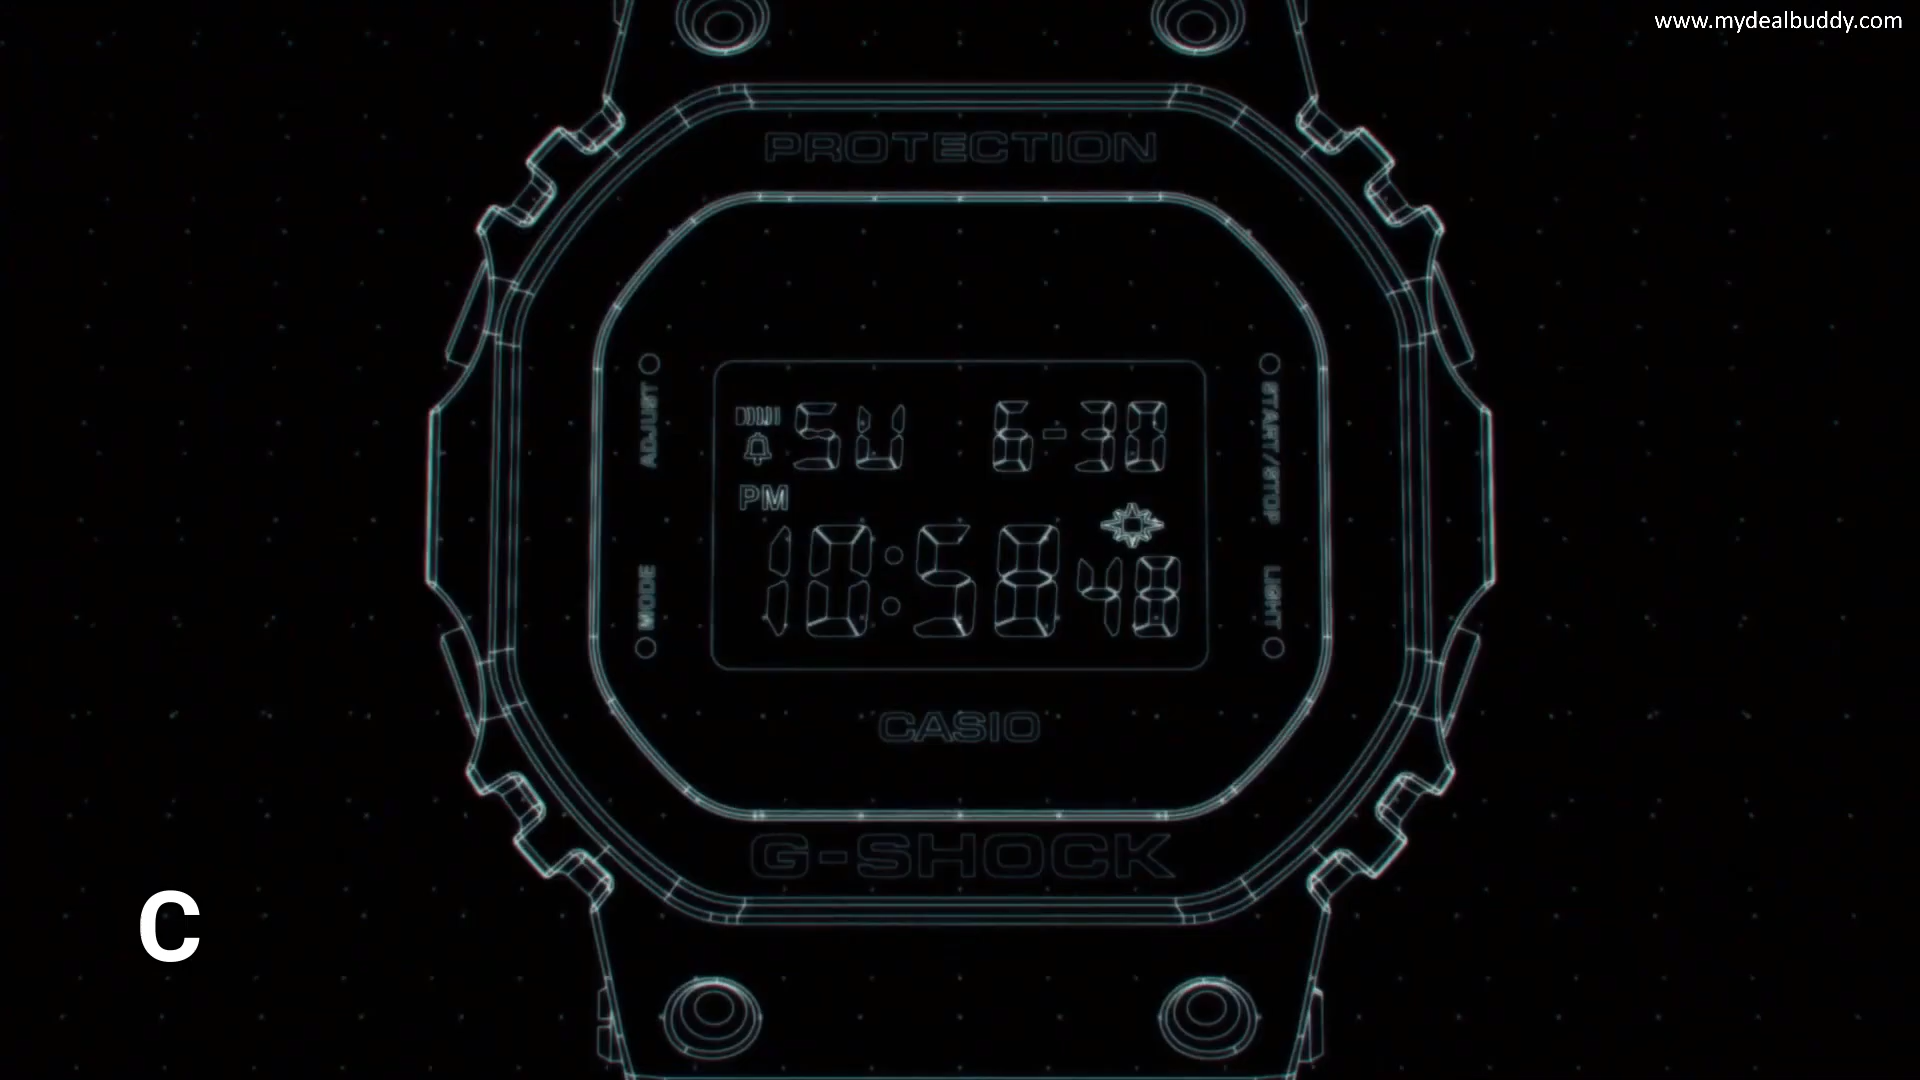 www.mydealbuddy.com
PROTECTION
ADJUST
START/STOP
SU 6-30
PM
10:58 48
MODE
LIGHT
CASIO
G-SHOCK
C